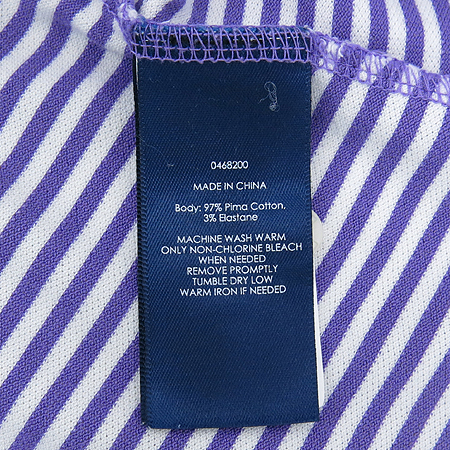 0468200
MADE IN CHINA
Body: 97% Pima Cotton,
3% Elastane
MACHINE WASH WARM
ONLY NON-CHLORINE BLEACH
WHEN NEEDED
REMOVE PROMPTLY
TUMBLE DRY LOW
WARM IRON IF NEEDED